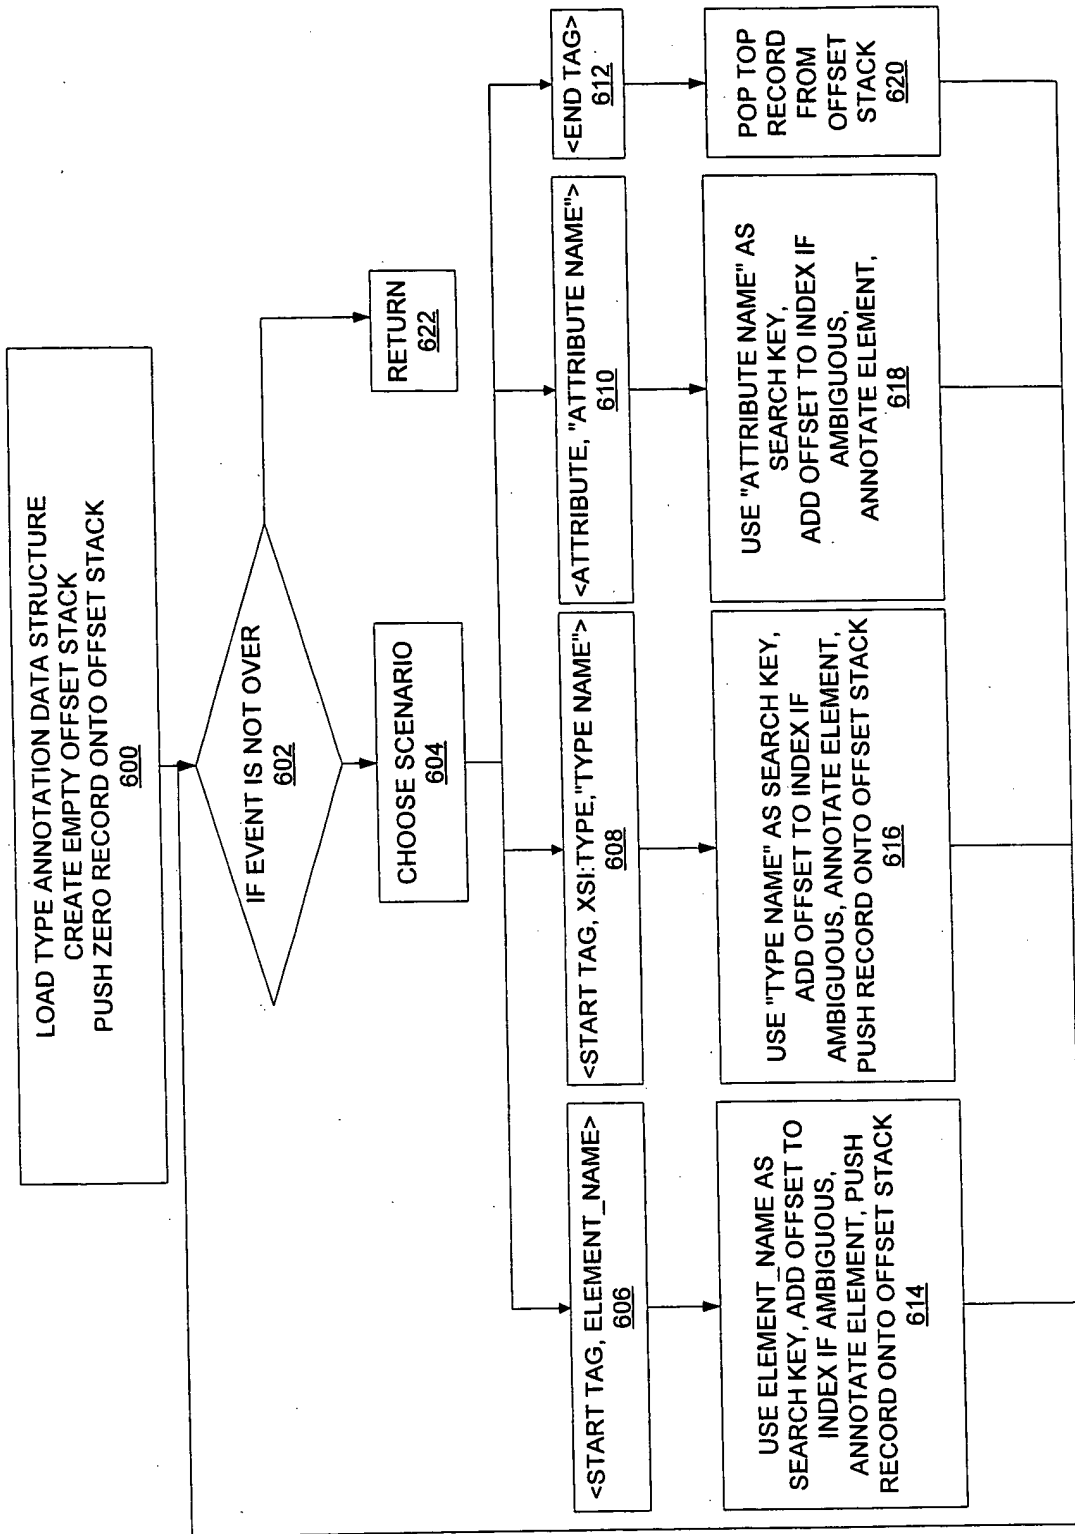 LOAD TYPE ANNOTATION DATA STRUCTURE
CREATE EMPTY OFFSET STACK
PUSH ZERO RECORD ONTO OFFSET STACK
600
IF EVENT IS NOT OVER
602
RETURN
622
CHOOSE SCENARIO
604
<START TAG, ELEMENT_NAME>
606
<START TAG, XSI:TYPE,"TYPE NAME">
608
<ATTRIBUTE, "ATTRIBUTE NAME">
610
<END TAG>
612
USE ELEMENT_NAME AS
SEARCH KEY, ADD OFFSET TO
INDEX IF AMBIGUOUS,
ANNOTATE ELEMENT, PUSH
RECORD ONTO OFFSET STACK
614
USE "TYPE NAME" AS SEARCH KEY,
ADD OFFSET TO INDEX IF
AMBIGUOUS, ANNOTATE ELEMENT,
PUSH RECORD ONTO OFFSET STACK
616
USE "ATTRIBUTE NAME" AS
SEARCH KEY,
ADD OFFSET TO INDEX IF
AMBIGUOUS,
ANNOTATE ELEMENT,
618
POP TOP
RECORD
FROM
OFFSET
STACK
620